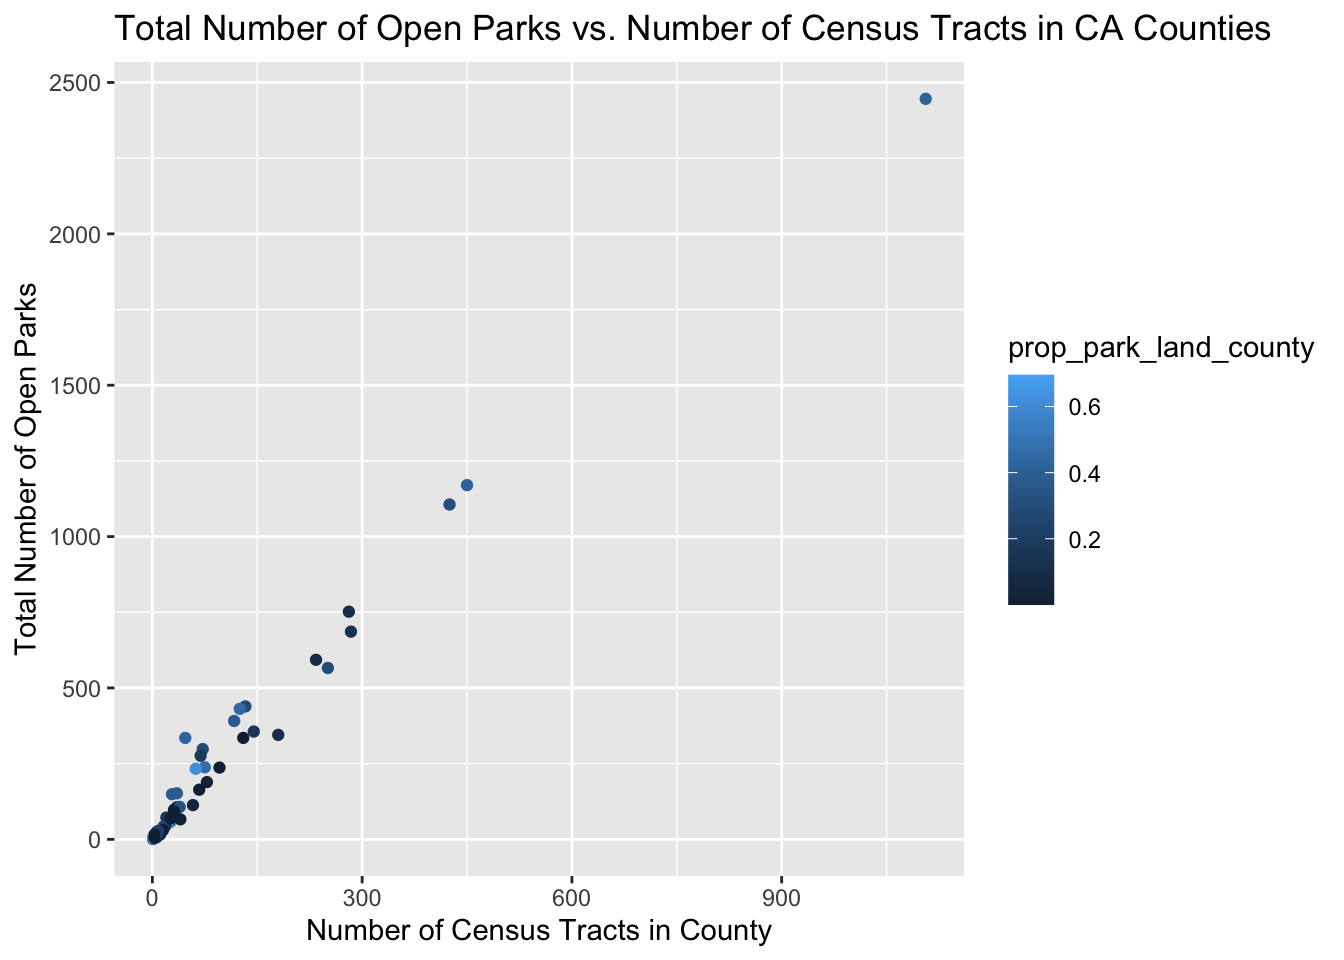 Total Number of Open Parks vs. Number of Census Tracts in CA Counties
2500
2000
1500
1000
500
0
Total Number of Open Parks
0 300 600 900
Number of Census Tracts in County
prop_park_land_county
0.6
0.4
0.2